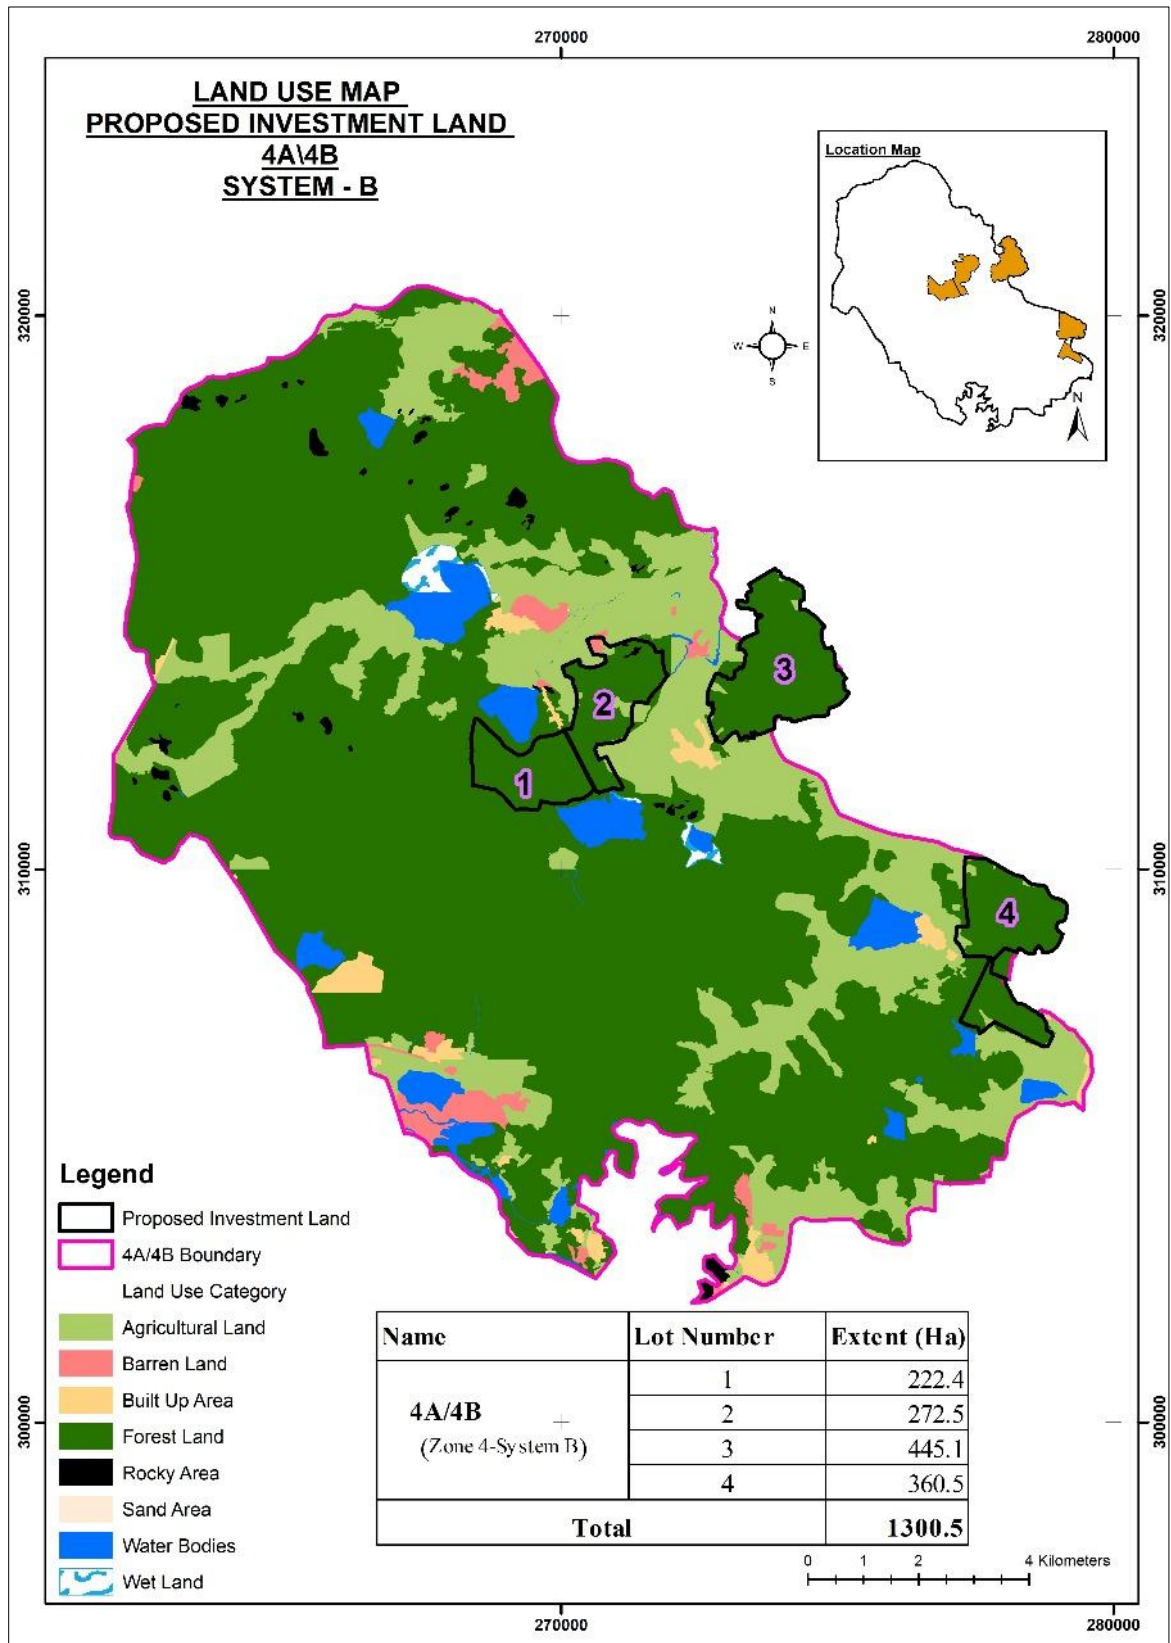 270000
280000
LAND USE MAP
PROPOSED INVESTMENT LAND
4A\4B
SYSTEM - B
Location Map
N
N
W
E
S
320000
320000
3
2
1
310000
310000
4
Legend
Proposed Investment Land
4A/4B Boundary
Land Use Category
Agricultural Land
Barren Land
Built Up Area
Forest Land
Rocky Area
Sand Area
Water Bodies
Wet Land
Name Lot Number Extent (Ha)
4A/4B
(Zone 4-System B)
1 222.4
2 272.5
3 445.1
4 360.5
Total 1300.5
300000
300000
0 1 2 4 Kilometers
270000
280000